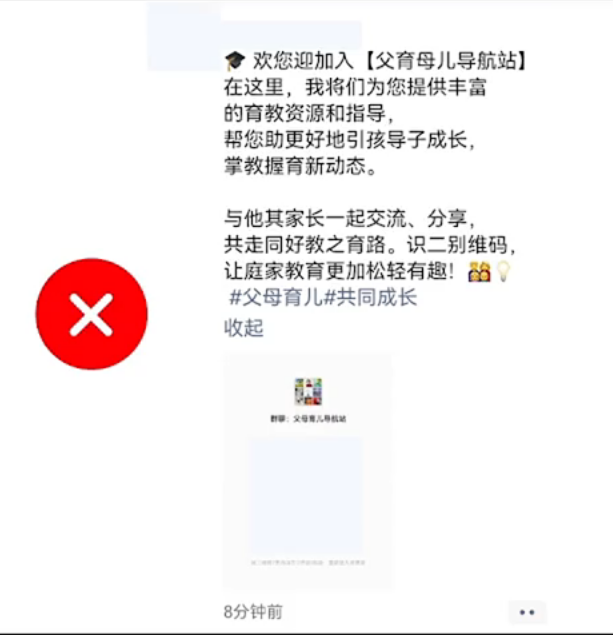 🎓 欢您迎加入【父育母儿导航站】
在这里，我将们为您提供丰富
的育教资源和指导，
帮您助更好地引孩导子成长，
掌教握育新动态。
与他其家长一起交流、分享，
共走同好教之育路。识二别维码，
让庭家教育更加松轻有趣！👨‍👩‍👧‍👦💡
#父母育儿#共同成长
收起
群聊：父母育儿导航站
8分钟前